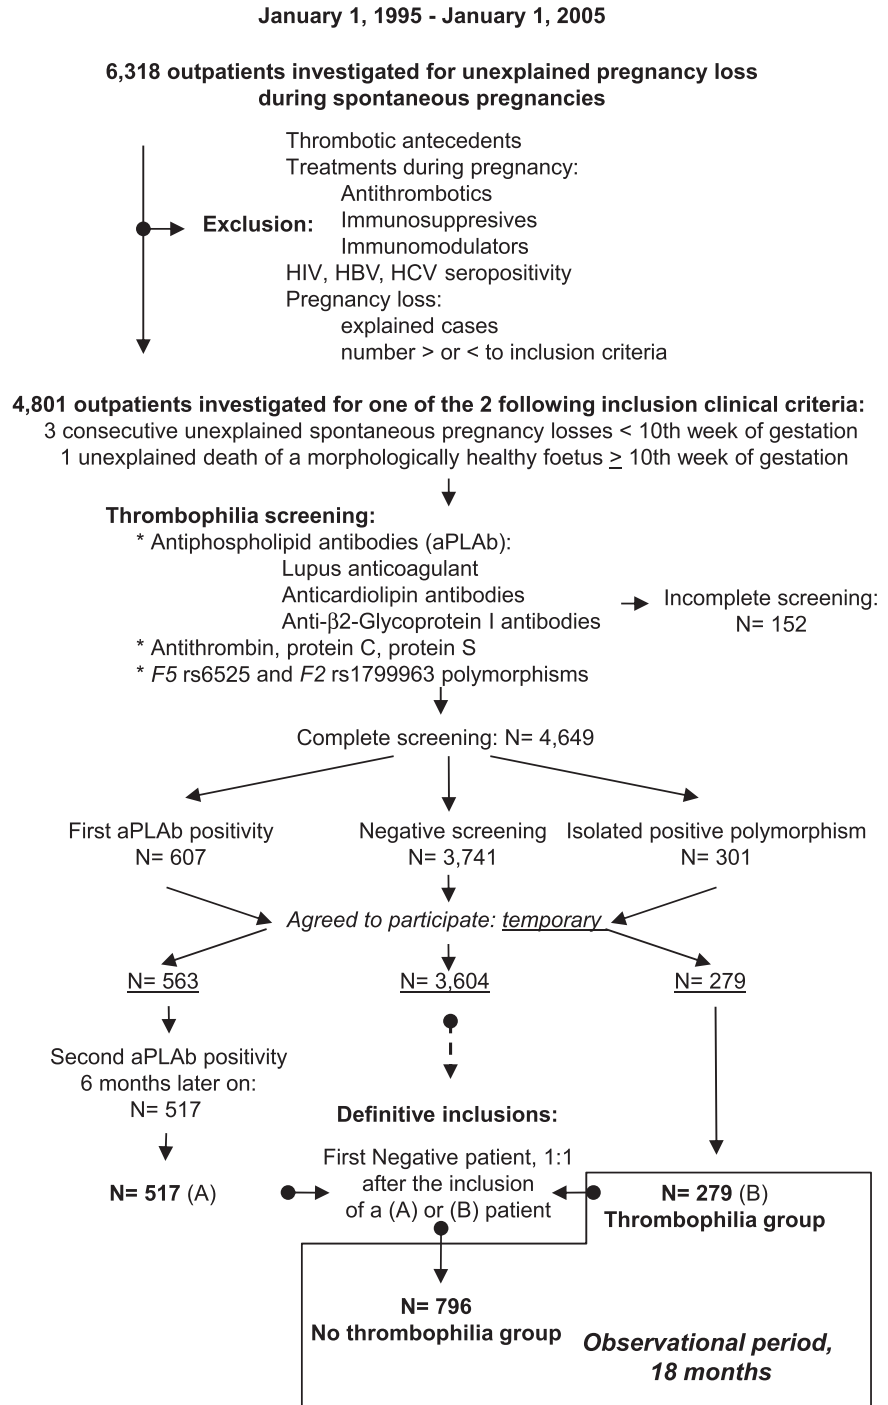 January 1, 1995 - January 1, 2005
6,318 outpatients investigated for unexplained pregnancy loss
during spontaneous pregnancies
Thrombotic antecedents
Treatments during pregnancy:
Antithrombotics
Exclusion: Immunosuppresives
Immunomodulators
HIV, HBV, HCV seropositivity
Pregnancy loss:
explained cases
number > or < to inclusion criteria
4,801 outpatients investigated for one of the 2 following inclusion clinical criteria:
3 consecutive unexplained spontaneous pregnancy losses < 10th week of gestation
1 unexplained death of a morphologically healthy foetus ≥ 10th week of gestation
Thrombophilia screening:
* Antiphospholipid antibodies (aPLAb):
Lupus anticoagulant
Anticardiolipin antibodies
Anti-β2-Glycoprotein I antibodies
* Antithrombin, protein C, protein S
* F5 rs6525 and F2 rs1799963 polymorphisms
Incomplete screening:
N= 152
Complete screening: N= 4,649
First aPLAb positivity
N= 607
Negative screening
N= 3,741
Isolated positive polymorphism
N= 301
Agreed to participate: temporary
N= 563
N= 3,604
N= 279
Second aPLAb positivity
6 months later on:
N= 517
Definitive inclusions:
N= 517 (A)
First Negative patient, 1:1
after the inclusion
of a (A) or (B) patient
N= 279 (B)
Thrombophilia group
N= 796
No thrombophilia group
Observational period,
18 months